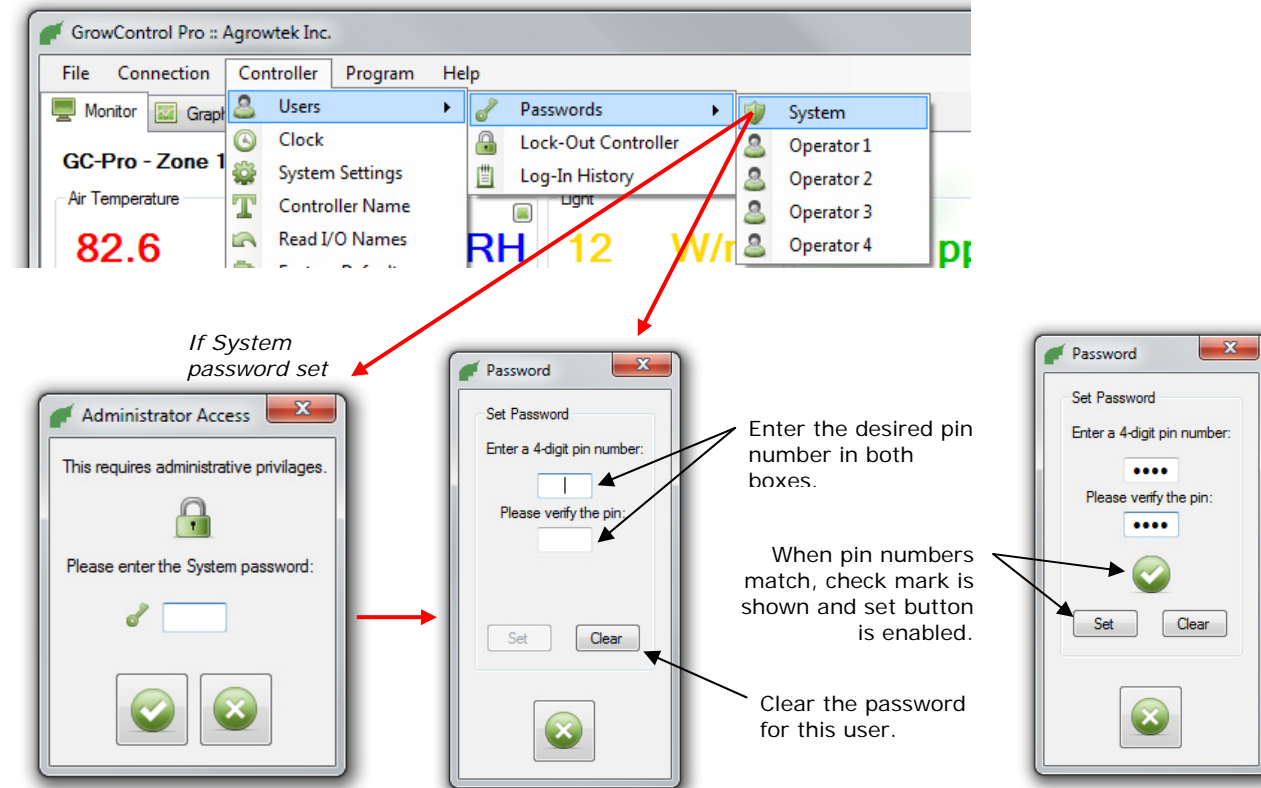 GrowControl Pro :: Agrowtek Inc.
File Connection Controller Program Help
Monitor Graph
GC-Pro - Zone 1
Air Temperature
82.6
Users
Clock
System Settings
Controller Name
Read I/O Names
Passwords
Lock-Out Controller
Log-In History
Light
RH
12
W/m
System
Operator 1
Operator 2
Operator 3
Operator 4
pp
If System
password set
Administrator Access
This requires administrative privilages.
Please enter the System password:
Password
Set Password
Enter a 4-digit pin number:
Please verify the pin:
Set Clear
Enter the desired pin
number in both
boxes.
When pin numbers
match, check mark is
shown and set button
is enabled.
Clear the password
for this user.
Password
Set Password
Enter a 4-digit pin number:
••••
Please verify the pin:
••••
Set Clear